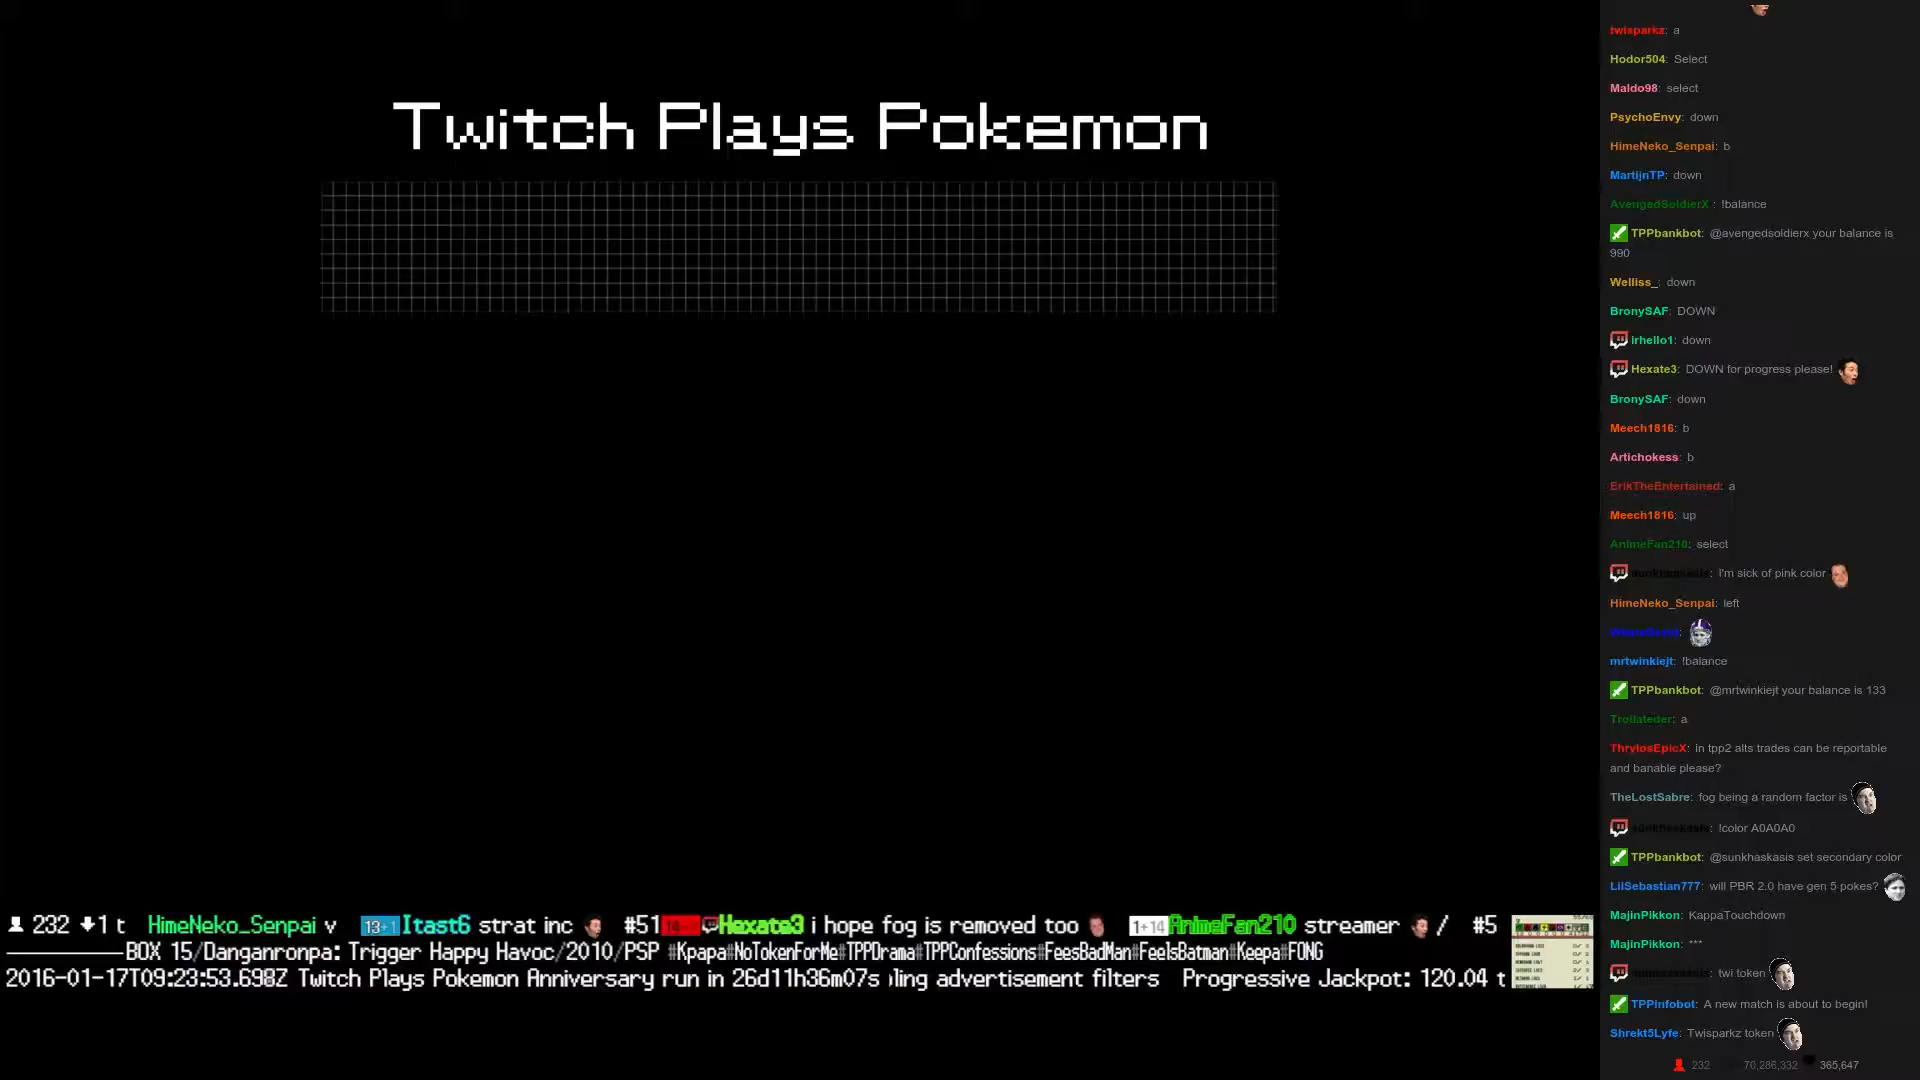 Twitch Plays Pokemon
232 1 t HimeNeko_Senpai v 13+1 Itast6 strat inc #51 Hexate3 i hope fog is removed too 1+14 AnimeFan210 streamer / #5
BOX 15/Danganronpa: Trigger Happy Havoc/2010/PSP #Kpapa#NoTokenForMe#TPPDrama#TPPConfessions#FeesBadMan#FeelsBatman#Keepa#FONG
2016-01-17T09:23:53.698Z Twitch Plays Pokemon Anniversary run in 26d11h36m07s ling advertisement filters Progressive Jackpot: 120.04 t
twisparkz: a
Hodor504: Select
Maldo98: select
PsychoEnvy: down
HimeNeko_Senpai: b
MartijnTP: down
AvengedSoldierX: !balance
TPPbankbot: @avengedsoldierx your balance is
990
Welliss_: down
BronySAF: DOWN
irhello1: down
Hexate3: DOWN for progress please!
BronySAF: down
Meech1816: b
Artichokess: b
ErikTheEntertained: a
Meech1816: up
AnimeFan210: select
: I'm sick of pink color
HimeNeko_Senpai: left
mrtwinkiejt: !balance
TPPbankbot: @mrtwinkiejt your balance is 133
Trollateder: a
ThrylosEpicX: in tpp2 alts trades can be reportable
and banable please?
TheLostSabre: fog being a random factor is
: !color A0A0A0
TPPbankbot: @sunkhaskasis set secondary color
LilSebastian777: will PBR 2.0 have gen 5 pokes?
MajinPikkon: KappaTouchdown
MajinPikkon: ***
: twi token
TPPInfobot: A new match is about to begin!
Shrekt5Lyfe: Twisparkz token
232 70,286,332 365,647